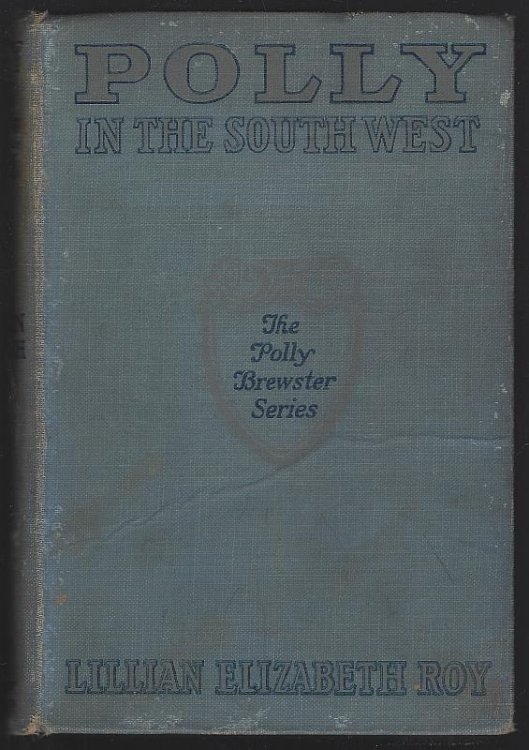 POLLY
IN THE SOUTH WEST
The
Polly
Brewster
Series
LILLIAN ELIZABETH ROY